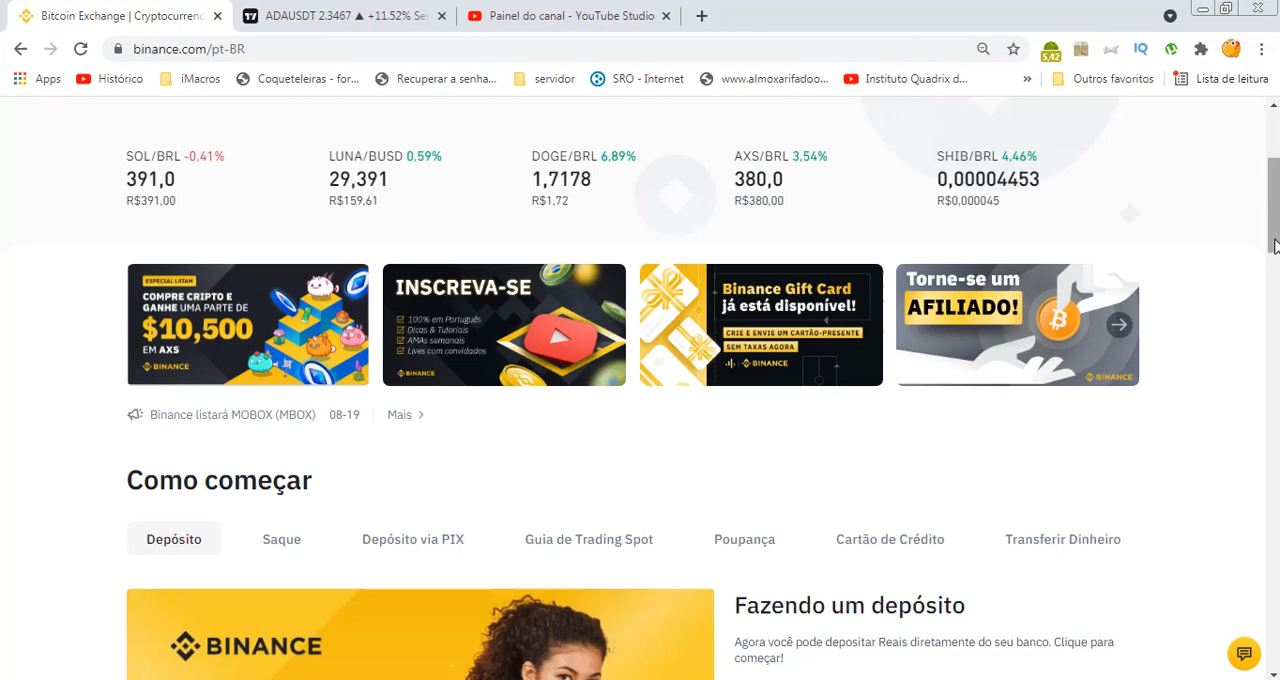 Bitcoin Exchange | Cryptocurrenc
ADAUSDT 2.3467 ▲ +11.52% Se
Painel do canal - YouTube Studio
binance.com/pt-BR
5,42
IQ
Apps
Histórico
iMacros
Coqueteleiras - for...
Recuperar a senha...
servidor
SRO - Internet
www.almoxarifadoo...
Instituto Quadrix d...
»
Outros favoritos
Lista de leitura
SOL/BRL -0,41%
391,0
R$391,00
LUNA/BUSD 0,59%
29,391
R$159,61
DOGE/BRL 6,89%
1,7178
R$1,72
AXS/BRL 3,54%
380,0
R$380,00
SHIB/BRL 4,46%
0,00004453
R$0,000045
ESPECIAL LATAM
COMPRE CRIPTO E
GANHE UMA PARTE DE
$10,500
EM AXS
BINANCE
INSCREVA-SE
100% em Português
Dicas & Tutoriais
AMAs semanais
Lives com convidados
BINANCE
Binance Gift Card
já está disponível!
CRIE E ENVIE UM CARTÃO-PRESENTE
SEM TAXAS AGORA
BINANCE
Torne-se um
AFILIADO!
BINANCE
Binance listará MOBOX (MBOX) 08-19 Mais
Como começar
Depósito
Saque
Depósito via PIX
Guia de Trading Spot
Poupança
Cartão de Crédito
Transferir Dinheiro
BINANCE
Fazendo um depósito
Agora você pode depositar Reais diretamente do seu banco. Clique para
começar!